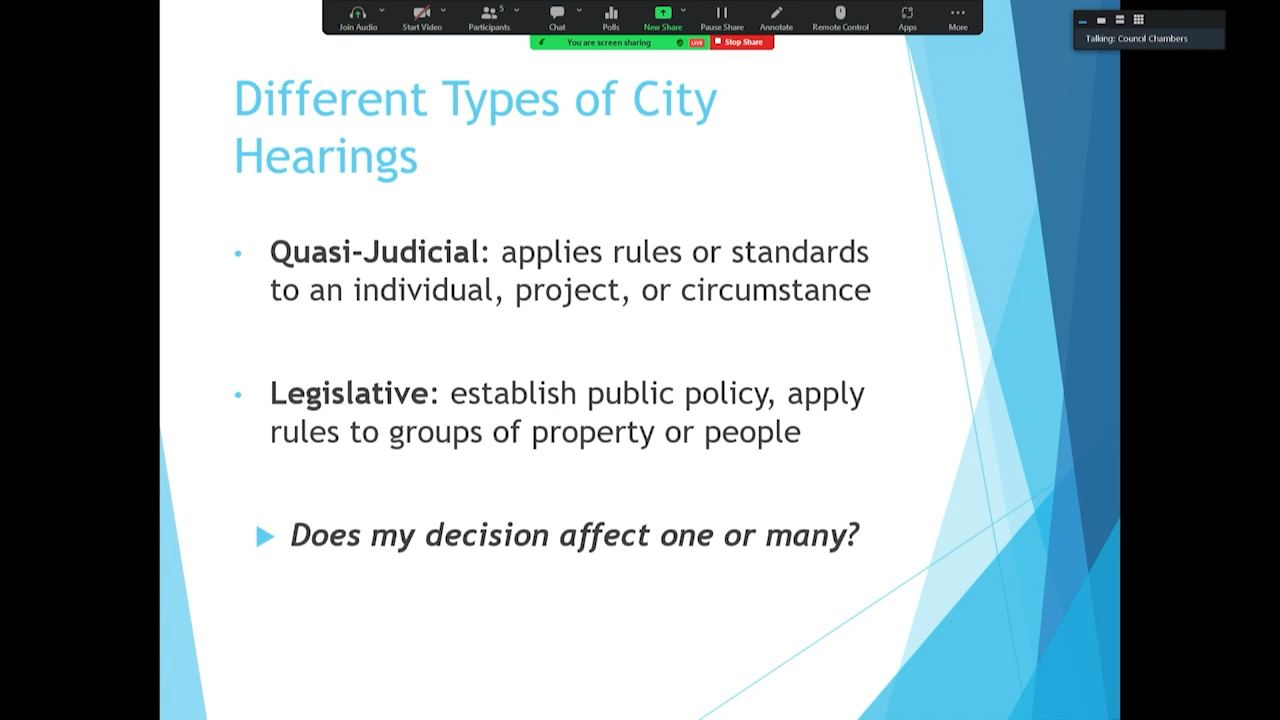 Join Audio
Start Video
Participants
5
Chat
Polls
New Share
Pause Share
Annotate
Remote Control
Apps
More
You are screen sharing
LIVE
Stop Share
Talking: Council Chambers
Different Types of City
Hearings
• Quasi-Judicial: applies rules or standards
to an individual, project, or circumstance
• Legislative: establish public policy, apply
rules to groups of property or people
Does my decision affect one or many?